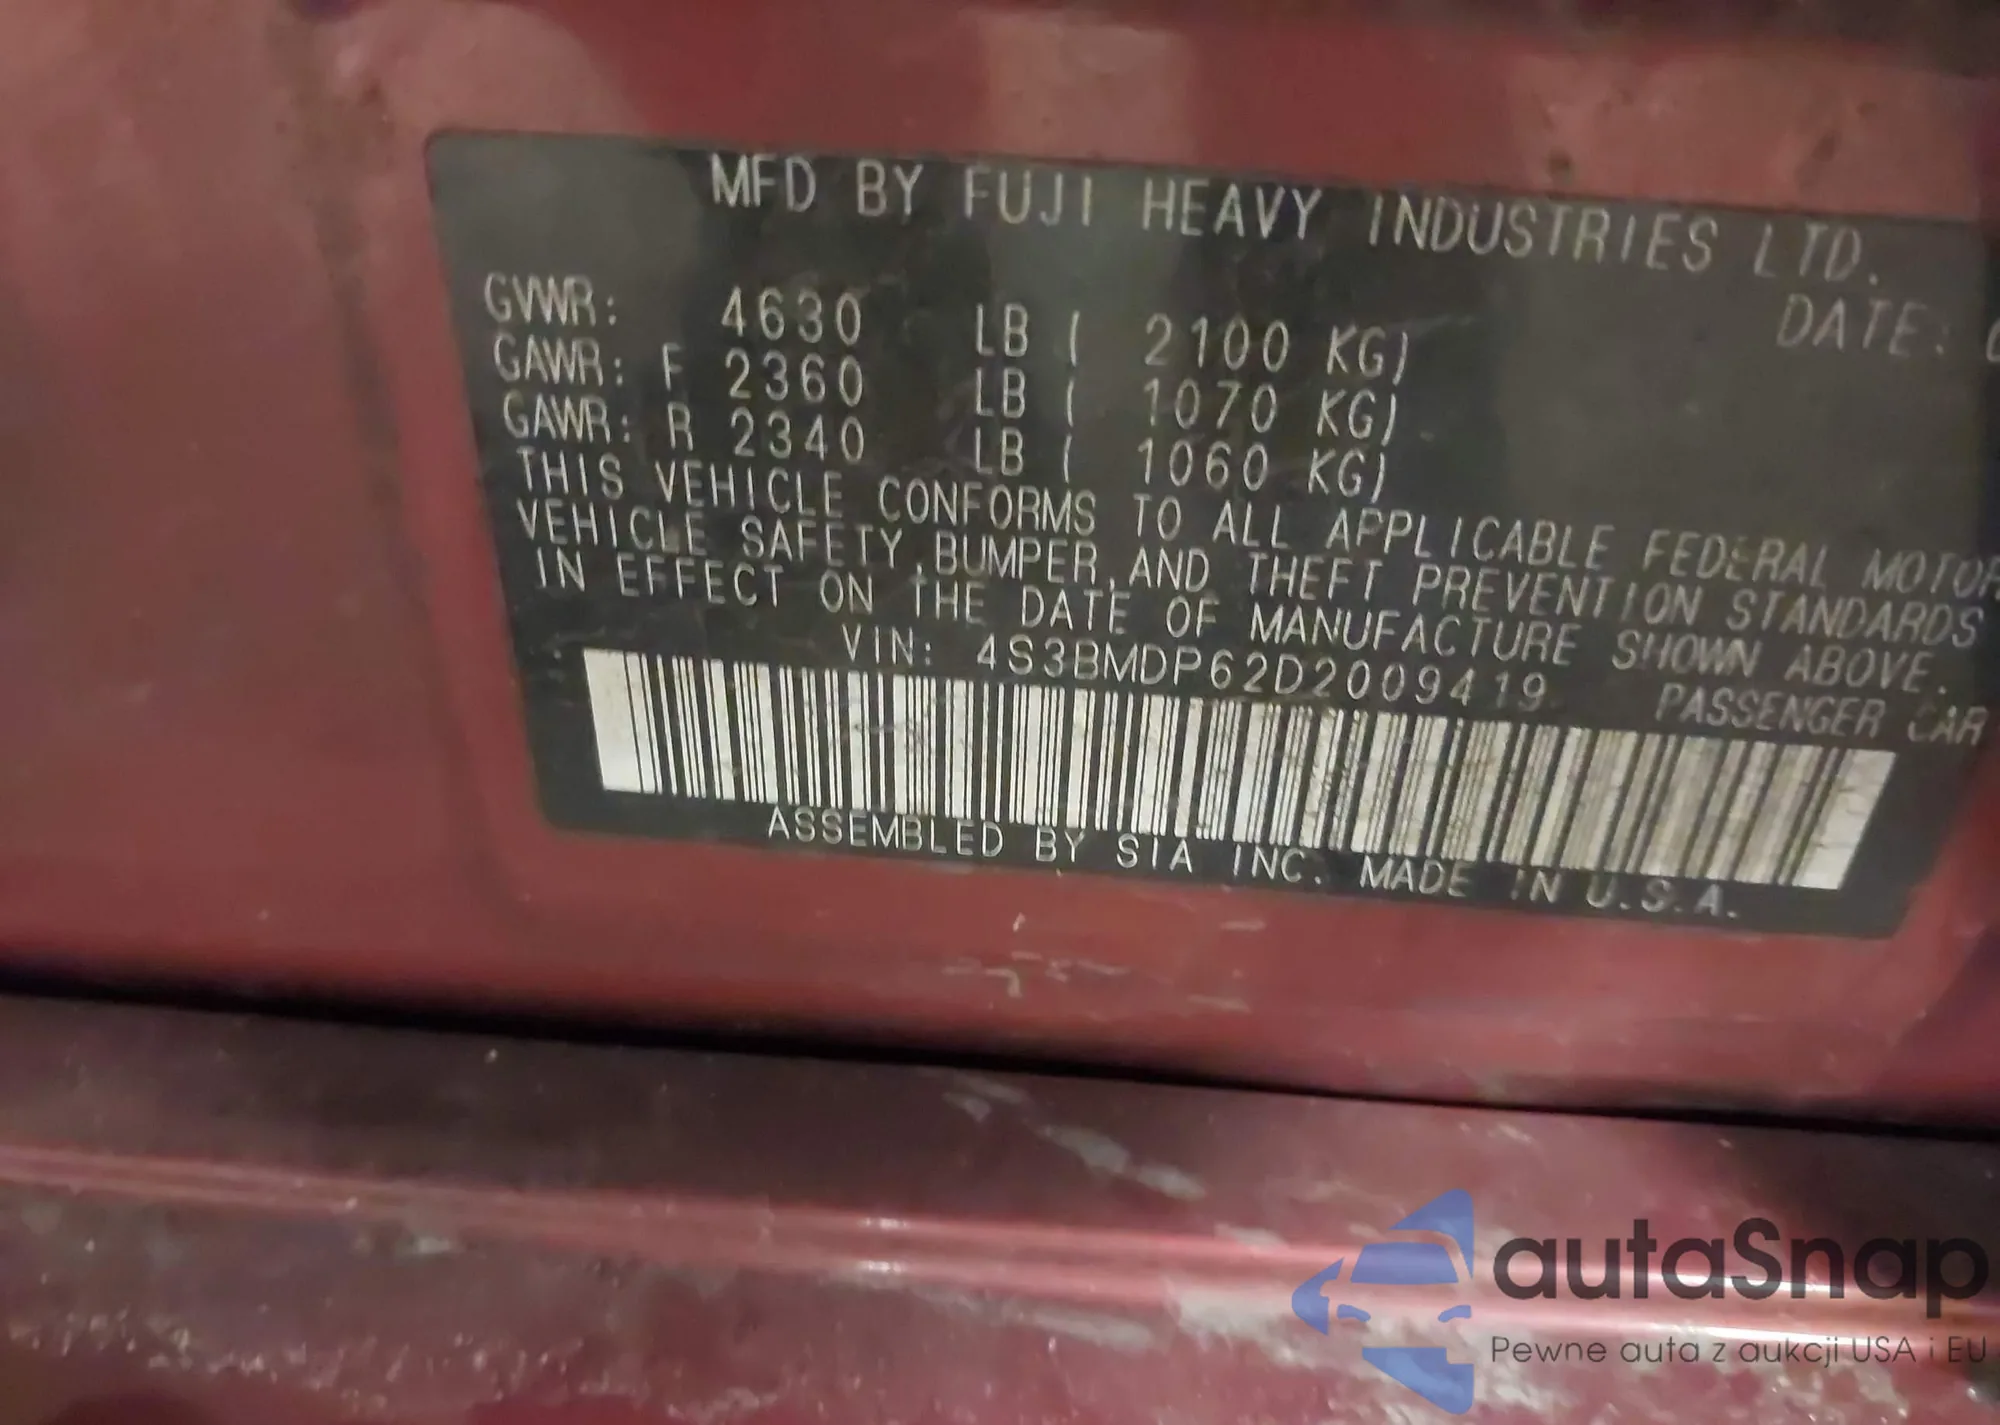 MFD BY FUJI HEAVY INDUSTRIES LTD.
DATE:
GVWR: 4630 LB ( 2100 KG)
GAWR: F 2360 LB ( 1070 KG)
GAWR: R 2340 LB ( 1060 KG)
THIS VEHICLE CONFORMS TO ALL APPLICABLE FEDERAL MOTOR
VEHICLE SAFETY,BUMPER,AND THEFT PREVENTION STANDARDS
IN EFFECT ON THE DATE OF MANUFACTURE SHOWN ABOVE.
VIN: 4S3BMDP62D2009419 PASSENGER CAR
ASSEMBLED BY SIA INC. MADE IN U.S.A.
autaSnap
Pewne auta z aukcji USA i EU